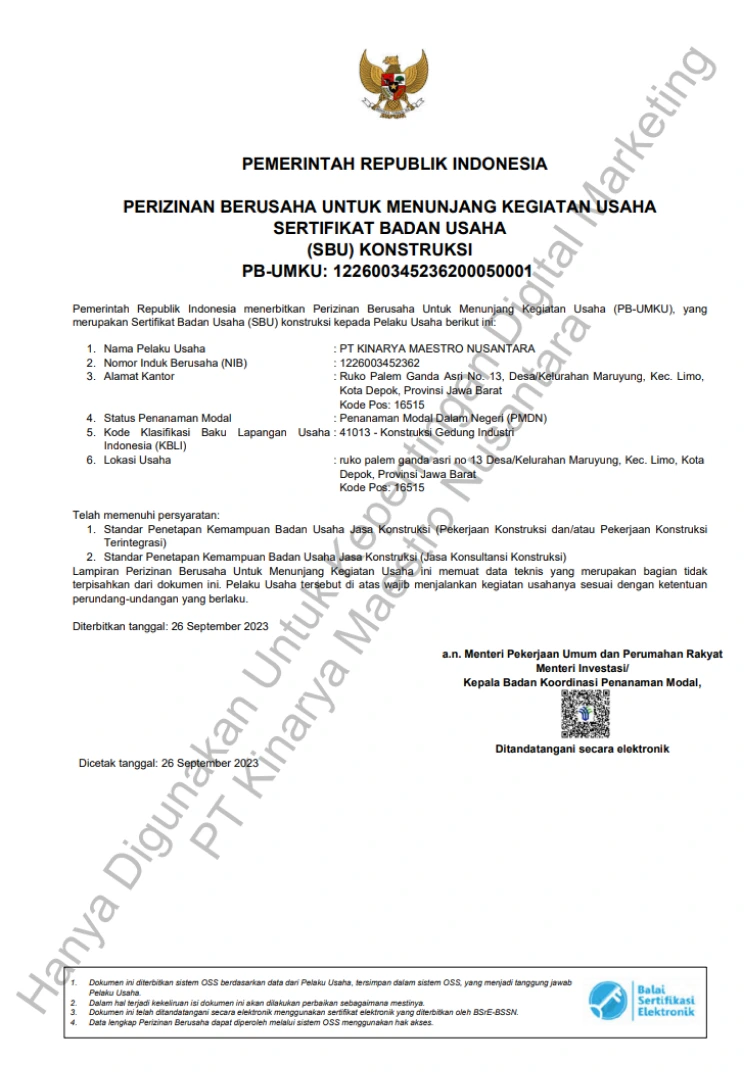 PEMERINTAH REPUBLIK INDONESIA
PERIZINAN BERUSAHA UNTUK MENUNJANG KEGIATAN USAHA
SERTIFIKAT BADAN USAHA
(SBU) KONSTRUKSI
PB-UMKU: 122600345236200050001
Pemerintah Republik Indonesia menerbitkan Perizinan Berusaha Untuk Menunjang Kegiatan Usaha (PB-UMKU), yang
merupakan Sertifikat Badan Usaha (SBU) konstruksi kepada Pelaku Usaha berikut ini:
1. Nama Pelaku Usaha : PT KINARYA MAESTRO NUSANTARA
2. Nomor Induk Berusaha (NIB) : 1226003452362
3. Alamat Kantor : Ruko Palem Ganda Asri No. 13, Desa/Kelurahan Maruyung, Kec. Limo,
Kota Depok, Provinsi Jawa Barat
Kode Pos: 16515
4. Status Penanaman Modal : Penanaman Modal Dalam Negeri (PMDN)
5. Kode Klasifikasi Baku Lapangan Usaha : 41013 - Konstruksi Gedung Industri
Indonesia (KBLI)
6. Lokasi Usaha : ruko palem ganda asri no 13 Desa/Kelurahan Maruyung, Kec. Limo, Kota
Depok, Provinsi Jawa Barat
Kode Pos: 16515
Telah memenuhi persyaratan:
1. Standar Penetapan Kemampuan Badan Usaha Jasa Konstruksi (Pekerjaan Konstruksi dan/atau Pekerjaan Konstruksi
Terintegrasi)
2. Standar Penetapan Kemampuan Badan Usaha Jasa Konstruksi (Jasa Konsultansi Konstruksi)
Lampiran Perizinan Berusaha Untuk Menunjang Kegiatan Usaha ini memuat data teknis yang merupakan bagian tidak
terpisahkan dari dokumen ini. Pelaku Usaha tersebut di atas wajib menjalankan kegiatan usahanya sesuai dengan ketentuan
perundang-undangan yang berlaku.
Diterbitkan tanggal: 26 September 2023
a.n. Menteri Pekerjaan Umum dan Perumahan Rakyat
Menteri Investasi/
Kepala Badan Koordinasi Penanaman Modal,
Ditandatangani secara elektronik
Dicetak tanggal: 26 September 2023
Hanya Digunakan Untuk Kepentingan Digital Marketing
PT Kinarya Maestro Nusantara
1. Dokumen ini diterbitkan sistem OSS berdasarkan data dari Pelaku Usaha, tersimpan dalam sistem OSS, yang menjadi tanggung jawab
Pelaku Usaha.
2. Dalam hal terjadi kekeliruan isi dokumen ini akan dilakukan perbaikan sebagaimana mestinya.
3. Dokumen ini telah ditandatangani secara elektronik menggunakan sertifikat elektronik yang diterbitkan oleh BSrE-BSSN.
4. Data lengkap Perizinan Berusaha dapat diperoleh melalui sistem OSS menggunakan hak akses.
Balai
Sertifikasi
Elektronik